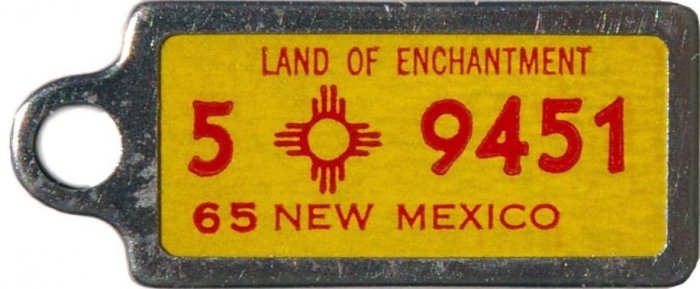 LAND OF ENCHANTMENT
5 9451
65 NEW MEXICO